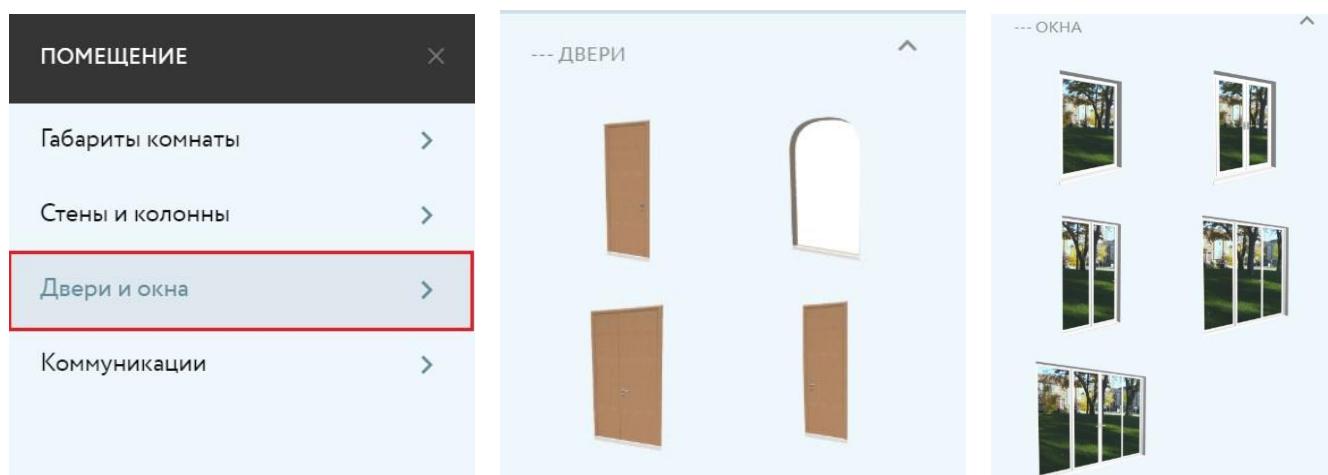 ПОМЕЩЕНИЕ
Габариты комнаты
Стены и колонны
Двери и окна
Коммуникации
--- ДВЕРИ
--- ОКНА